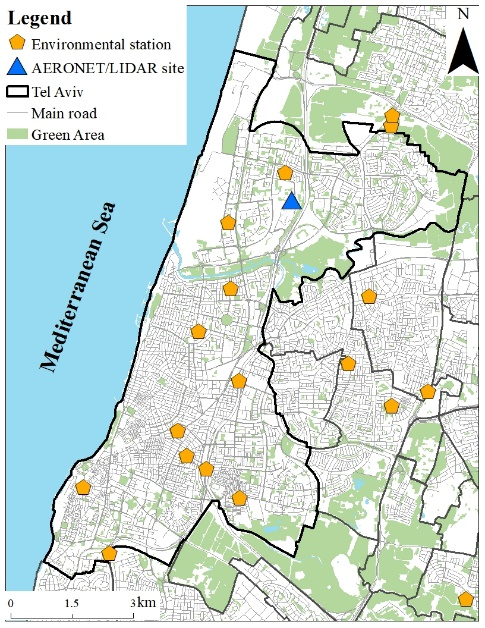 Legend
Environmental station
AERONET/LIDAR site
Tel Aviv
Main road
Green Area
N
Mediterranean Sea
0 1.5 3 km